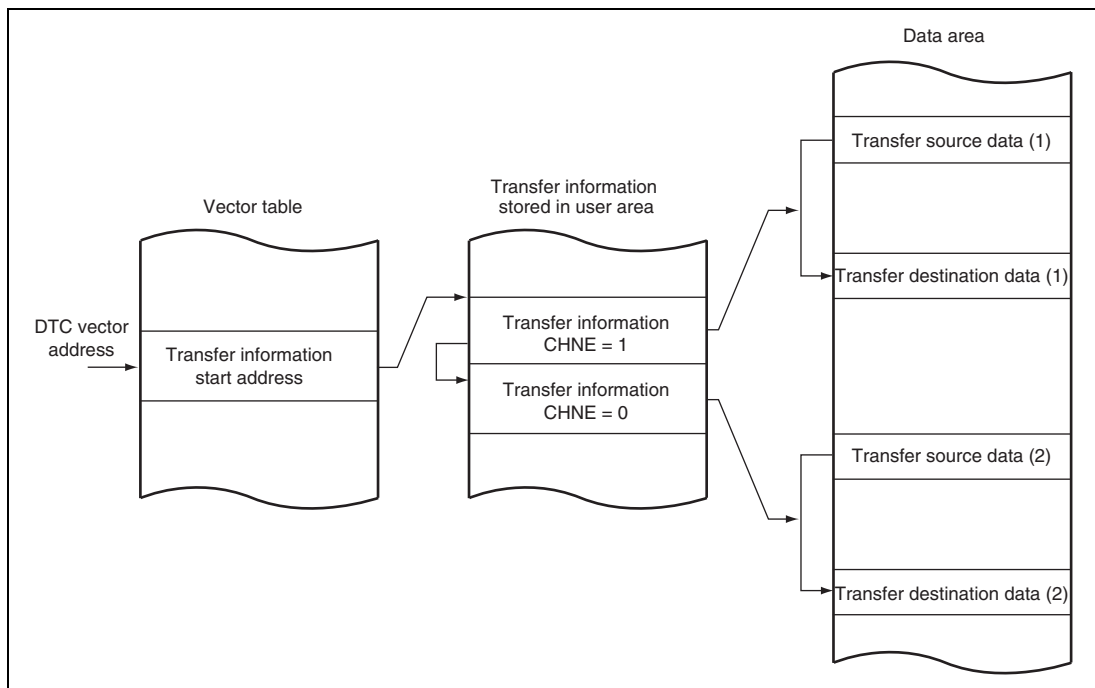 Data area
Transfer source data (1)
Transfer destination data (1)
Transfer source data (2)
Transfer destination data (2)
Transfer information
stored in user area
Transfer information
CHNE = 1
Transfer information
CHNE = 0
Vector table
DTC vector
address
Transfer information
start address